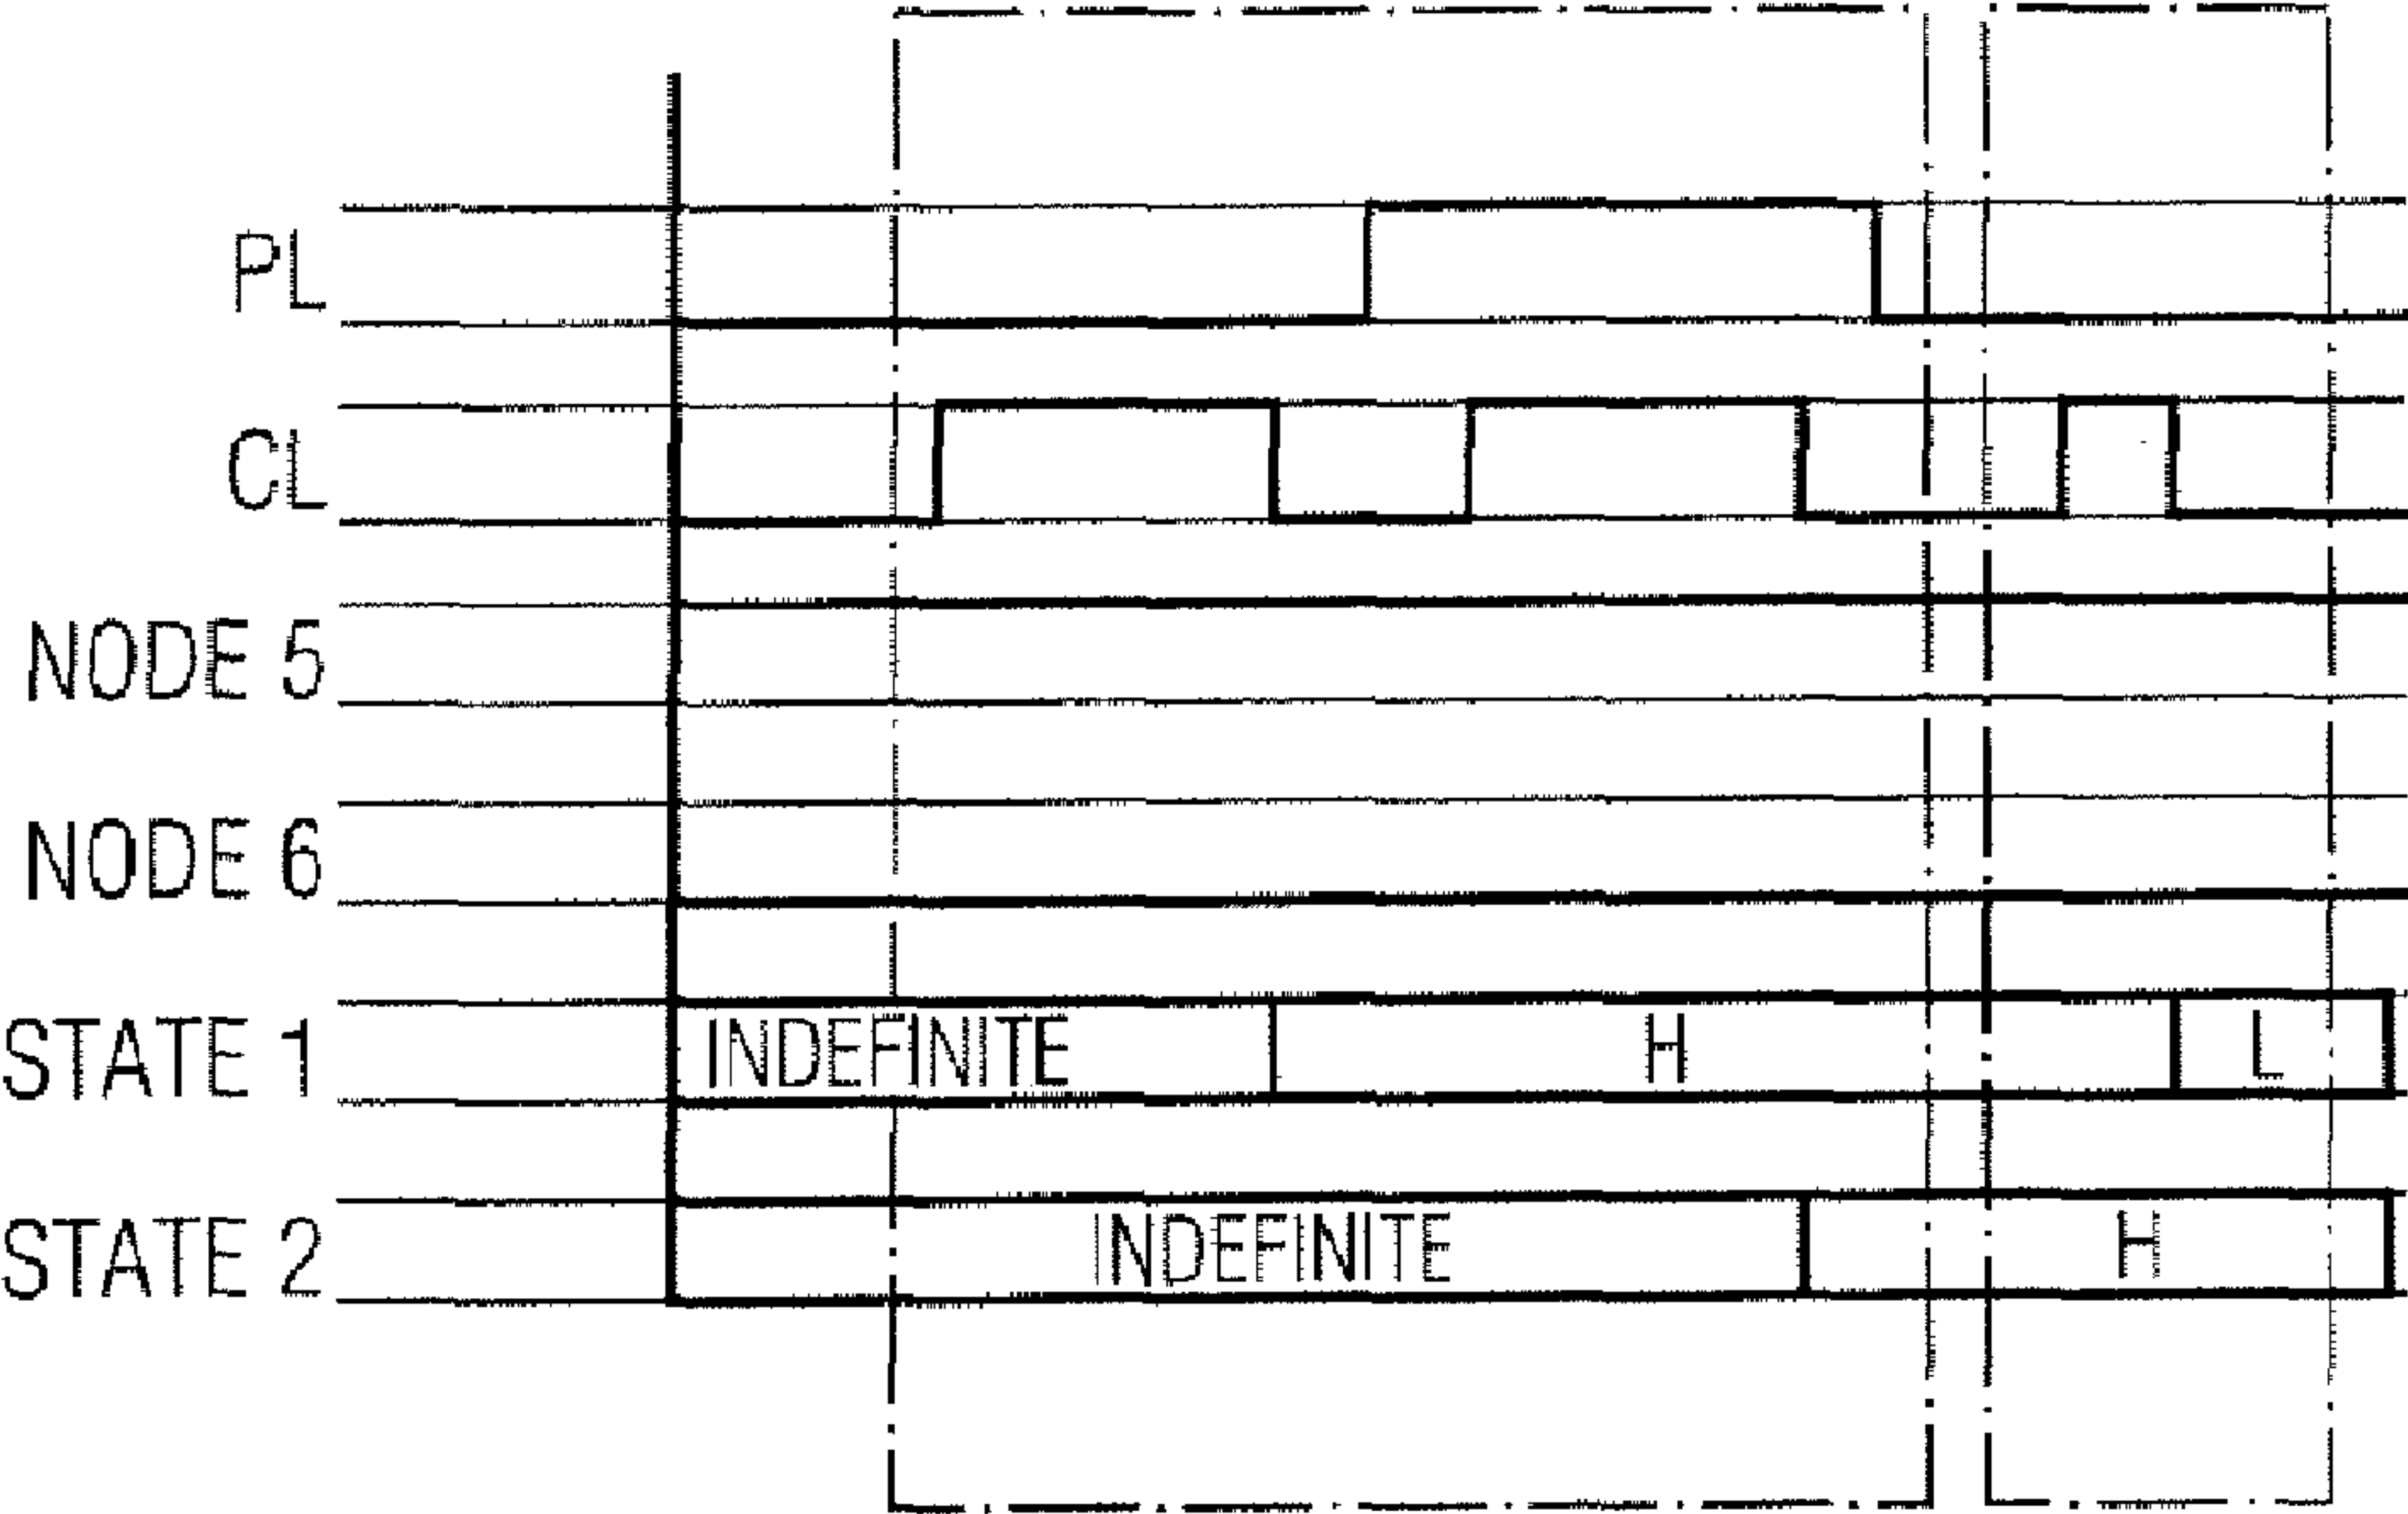 PL
CL
NODE 5
NODE 6
STATE 1 INDEFINITE H L
STATE 2 INDEFINITE H